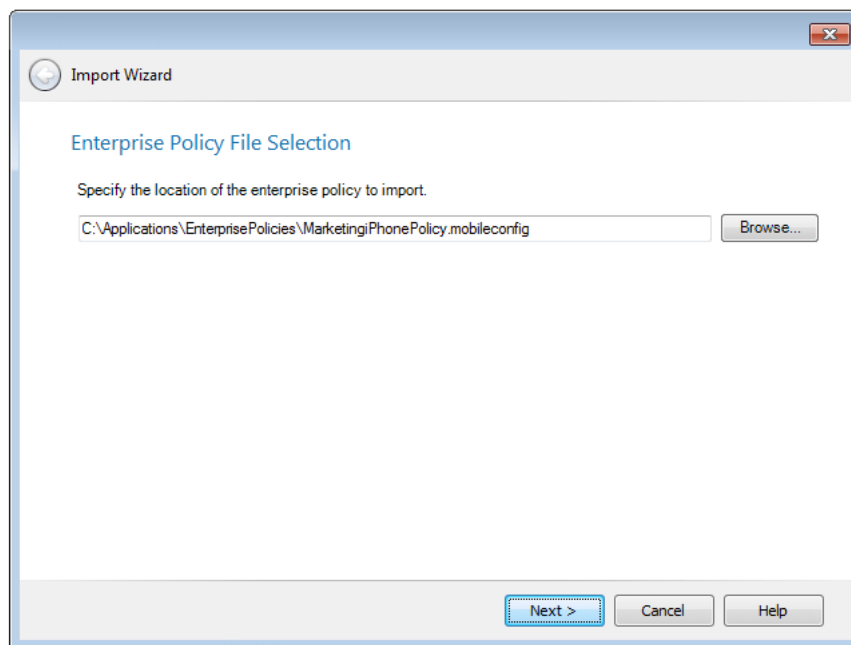 Import Wizard
Enterprise Policy File Selection
Specify the location of the enterprise policy to import.
C:\Applications\EnterprisePolicies\MarketingiPhonePolicy.mobileconfig
Browse...
Next > Cancel Help